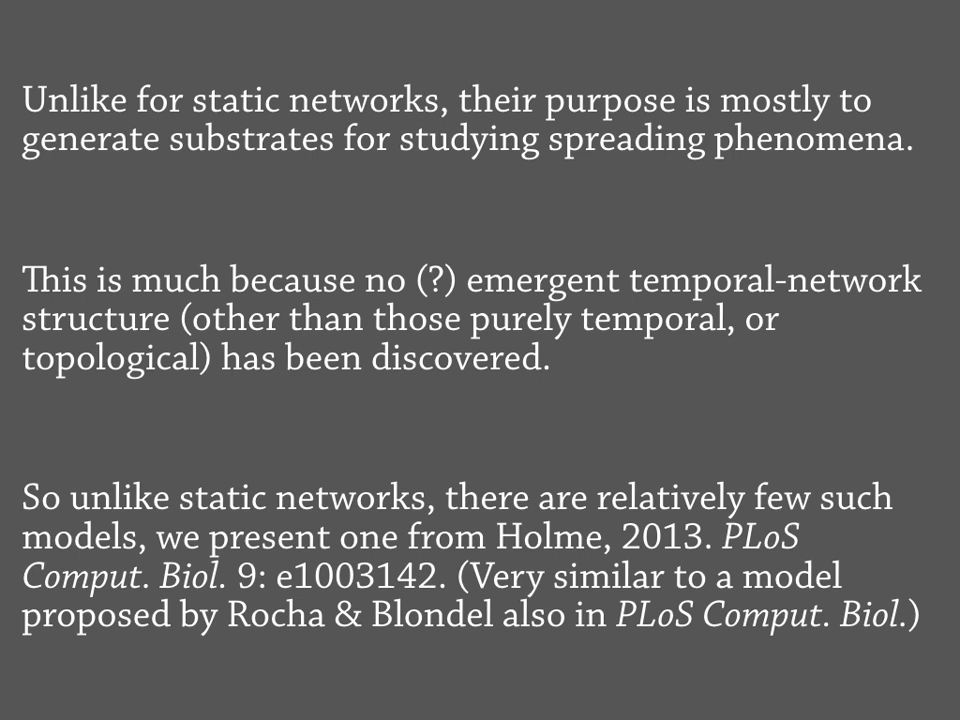 Unlike for static networks, their purpose is mostly to
generate substrates for studying spreading phenomena.
This is much because no (?) emergent temporal-network
structure (other than those purely temporal, or
topological) has been discovered.
So unlike static networks, there are relatively few such
models, we present one from Holme, 2013. PLoS
Comput. Biol. 9: e1003142. (Very similar to a model
proposed by Rocha & Blondel also in PLoS Comput. Biol.)